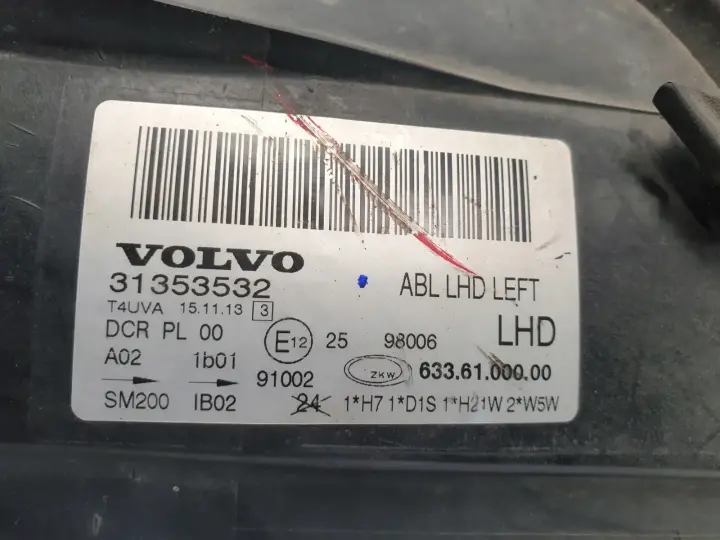 VOLVO
31353532
ABL LHD LEFT
T4UVA 15.11.13 3
DCR PL 00
E12 25 98006 LHD
A02 1b01
91002 ZKW 633.61.000.00
SM200 IB02 24 1*H7 1*D1S 1*H21W 2*W5W